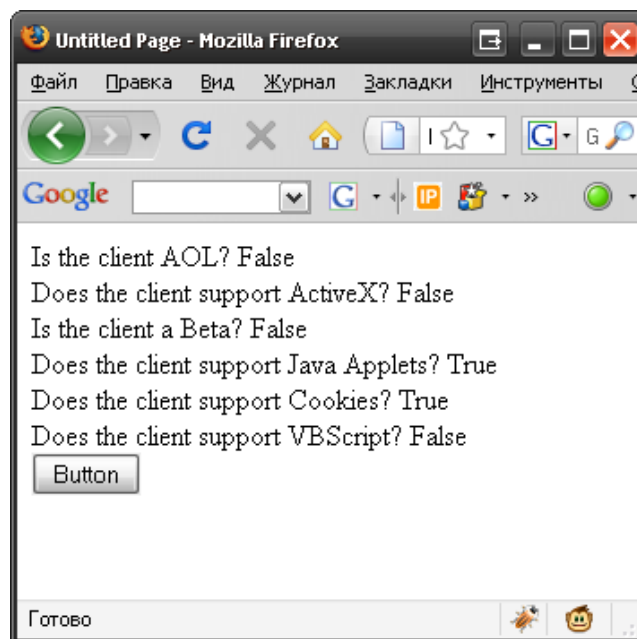 Untitled Page - Mozilla Firefox
Файл Правка Вид Журнал Закладки Инструменты
G G
Google G IP »
Is the client AOL? False
Does the client support ActiveX? False
Is the client a Beta? False
Does the client support Java Applets? True
Does the client support Cookies? True
Does the client support VBScript? False
Button
Готово